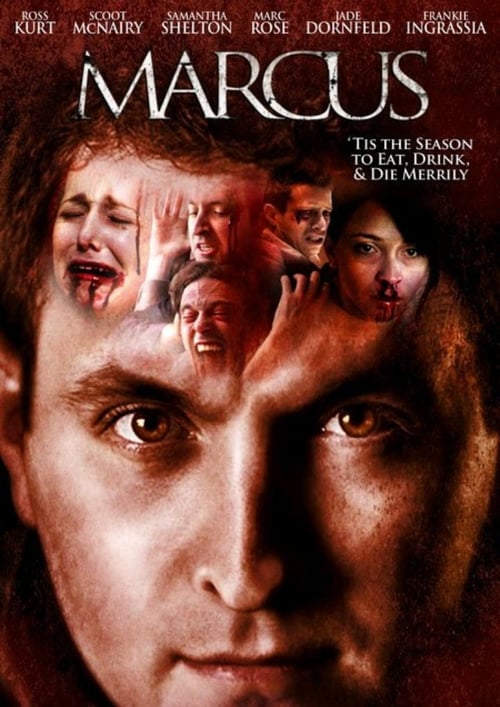 ROSS KURT SCOOT McNAIRY SAMANTHA SHELTON MARC ROSE JADE DORNFELD FRANKIE INGRASSIA
MARCUS
'TIS THE SEASON
TO EAT, DRINK,
& DIE MERRILY